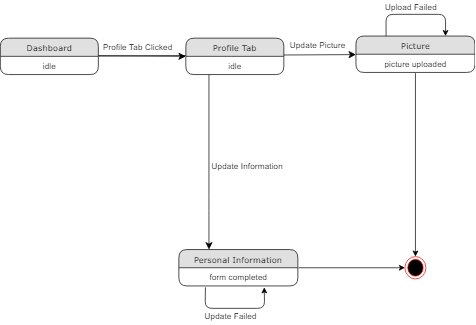 Upload Failed
Dashboard
Profile Tab Clicked
Profile Tab
Update Picture
Picture
idle
idle
picture uploaded
Update Information
Personal Information
form completed
Update Failed